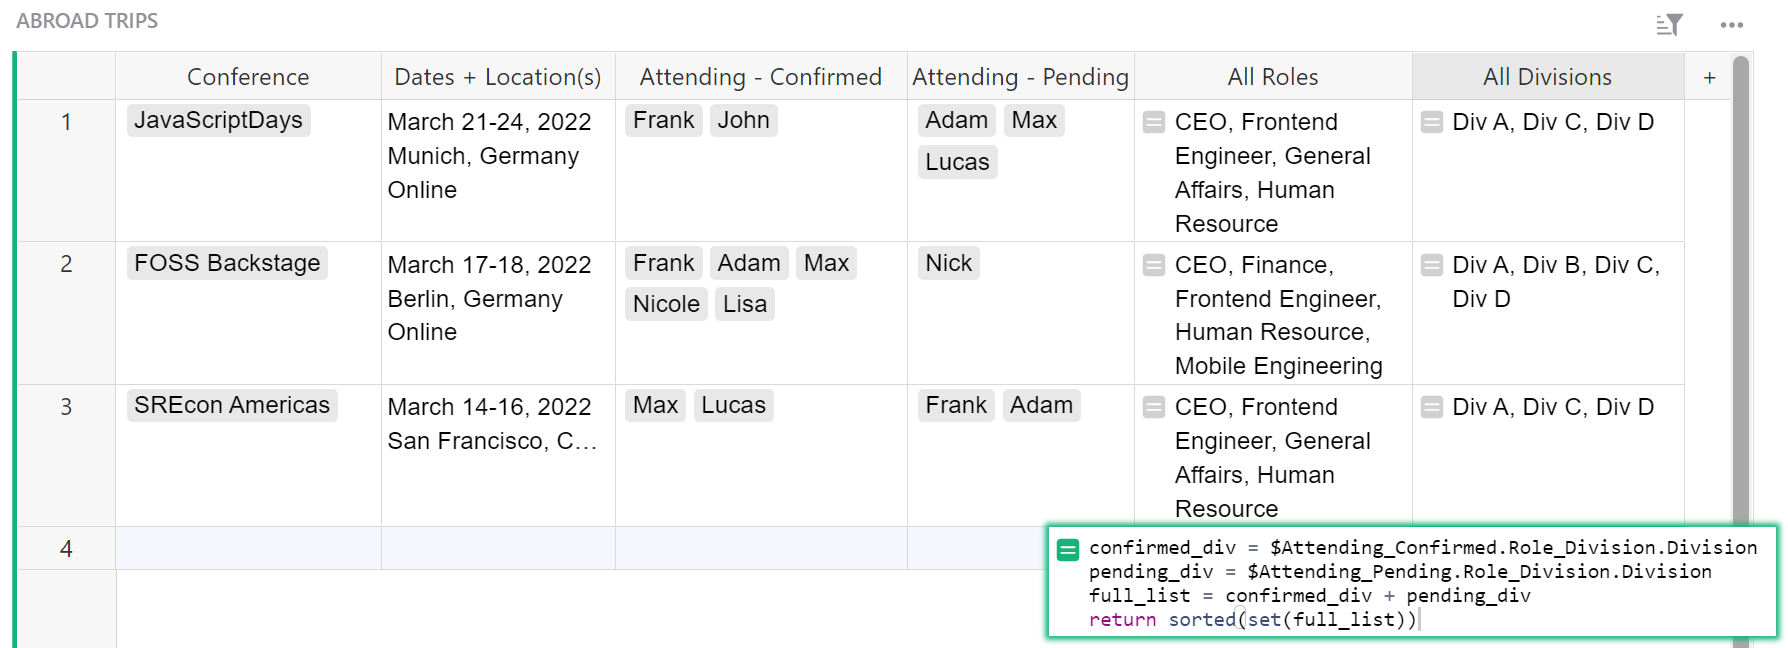 ABROAD TRIPS
Conference Dates + Location(s) Attending - Confirmed Attending - Pending All Roles All Divisions +
1 JavaScriptDays March 21-24, 2022 Frank John Adam Max CEO, Frontend Div A, Div C, Div D
Munich, Germany Lucas Engineer, General
Online Affairs, Human
Resource
2 FOSS Backstage March 17-18, 2022 Frank Adam Max Nick CEO, Finance, Div A, Div B, Div C,
Berlin, Germany Nicole Lisa Frontend Engineer, Div D
Online Human Resource,
Mobile Engineering
3 SREcon Americas March 14-16, 2022 Max Lucas Frank Adam CEO, Frontend Div A, Div C, Div D
San Francisco, C... Engineer, General
Affairs, Human
Resource
4
confirmed_div = $Attending_Confirmed.Role_Division.Division
pending_div = $Attending_Pending.Role_Division.Division
full_list = confirmed_div + pending_div
return sorted(set(full_list))